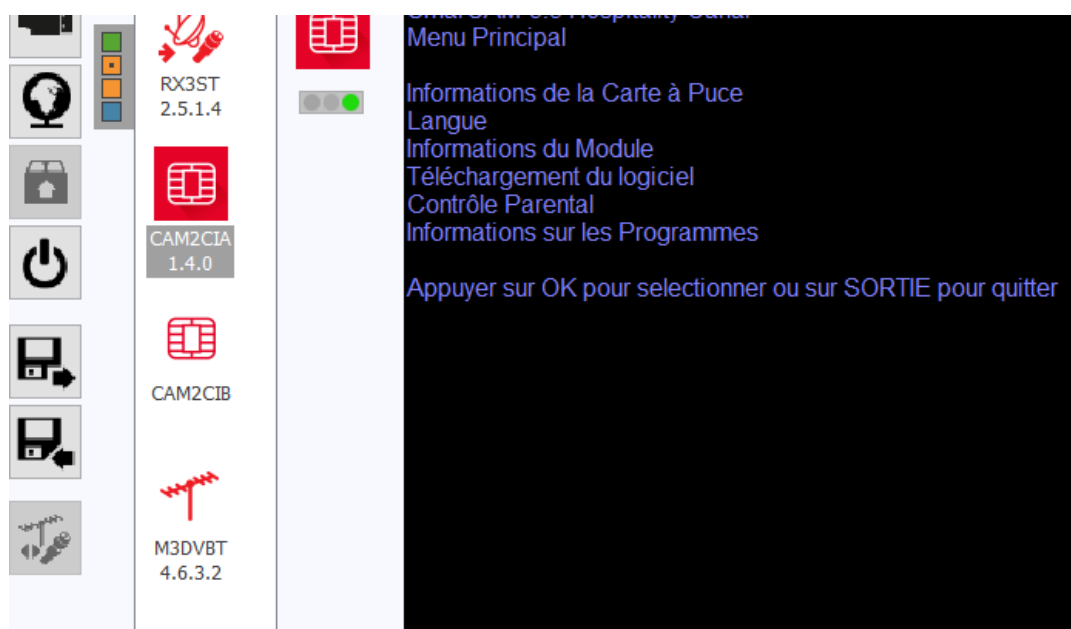 RX3ST
2.5.1.4
CAM2CIA
1.4.0
CAM2CIB
M3DVBT
4.6.3.2
Hospitality
Menu Principal
Informations de la Carte à Puce
Langue
Informations du Module
Téléchargement du logiciel
Contrôle Parental
Informations sur les Programmes
Appuyer sur OK pour selectionner ou sur SORTIE pour quitter